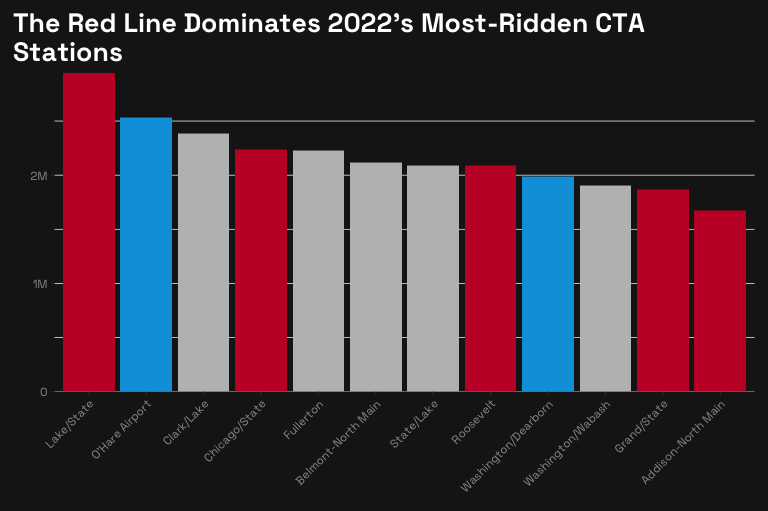 The Red Line Dominates 2022's Most-Ridden CTA
Stations
2M
1M
0
Lake/State
O'Hare Airport
Clark/Lake
Chicago/State
Fullerton
Belmont-North Main
State/Lake
Roosevelt
Washington/Dearborn
Washington/Wabash
Grand/State
Addison-North Main